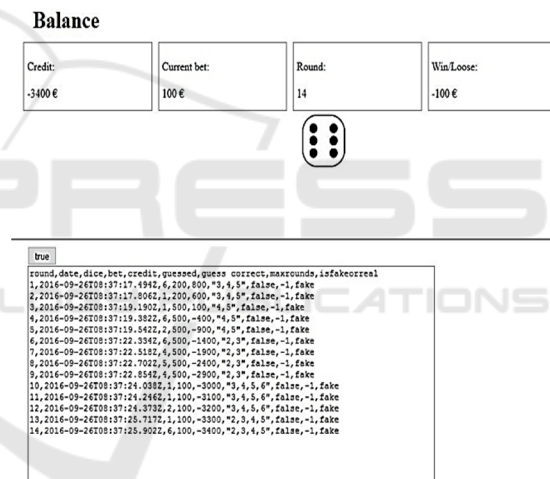 Balance
Credit: Current bet: Round: Win/Loose:
-3400 € 100 € 14 -100 €
true
round,date,dice,bet,credit,guessed,guess correct,maxrounds,isfakeorreal
1,2016-09-26T08:37:17.494Z,6,200,800,"3,4,5",false,-1,fake
2,2016-09-26T08:37:17.806Z,1,200,600,"3,4,5",false,-1,fake
3,2016-09-26T08:37:19.190Z,1,500,100,"4,5",false,-1,fake
4,2016-09-26T08:37:19.382Z,6,500,-400,"4,5",false,-1,fake
5,2016-09-26T08:37:19.542Z,2,500,-900,"4,5",false,-1,fake
6,2016-09-26T08:37:22.334Z,6,500,-1400,"2,3",false,-1,fake
7,2016-09-26T08:37:22.518Z,4,500,-1900,"2,3",false,-1,fake
8,2016-09-26T08:37:22.702Z,5,500,-2400,"2,3",false,-1,fake
9,2016-09-26T08:37:22.854Z,4,500,-2900,"2,3",false,-1,fake
10,2016-09-26T08:37:24.038Z,1,100,-3000,"3,4,5,6",false,-1,fake
11,2016-09-26T08:37:24.246Z,1,100,-3100,"3,4,5,6",false,-1,fake
12,2016-09-26T08:37:24.373Z,2,100,-3200,"3,4,5,6",false,-1,fake
13,2016-09-26T08:37:25.717Z,1,100,-3300,"2,3,4,5",false,-1,fake
14,2016-09-26T08:37:25.902Z,6,100,-3400,"2,3,4,5",false,-1,fake